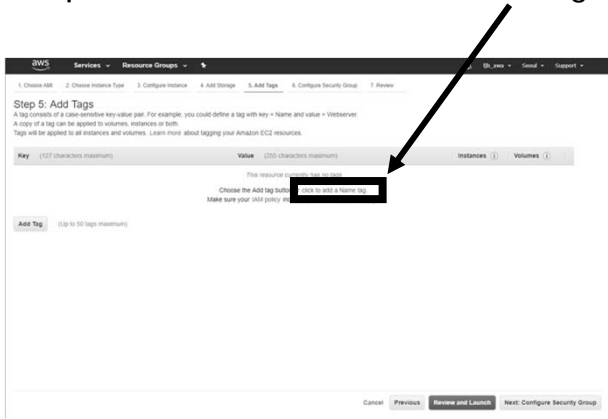 aws Services Resource Groups Seoul Support
1. Choose AMI 2. Choose Instance Type 3. Configure Instance 4. Add Storage 5. Add Tags 6. Configure Security Group 7. Review
Step 5: Add Tags
A tag consists of a case-sensitive key-value pair. For example, you could define a tag with key = Name and value = Webserver.
A copy of a tag can be applied to volumes, instances or both.
Tags will be applied to all instances and volumes. Learn more about tagging your Amazon EC2 resources.
Key (127 characters maximum) Value (255 characters maximum) Instances Volumes
This resource currently has no tags
Choose the Add tag button click to add a Name tag.
Make sure your IAM policy
Add Tag (Up to 50 tags maximum)
Cancel Previous Review and Launch Next: Configure Security Group